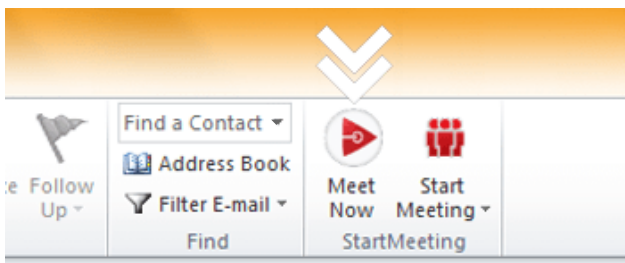 Find a Contact
Address Book
Follow
Up
Filter E-mail
Meet
Now
Start
Meeting
Find
StartMeeting